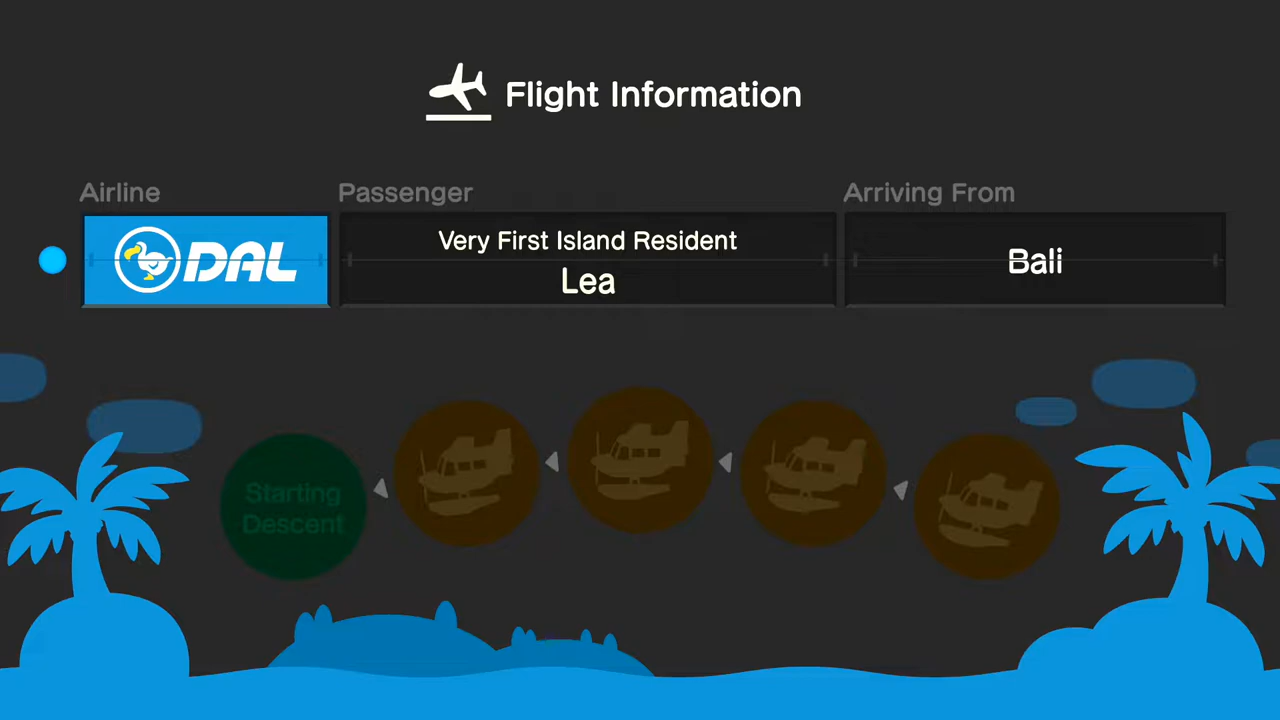 Flight Information
Airline
Passenger
Arriving From
DAL
Very First Island Resident
Lea
Bali
Starting
Descent